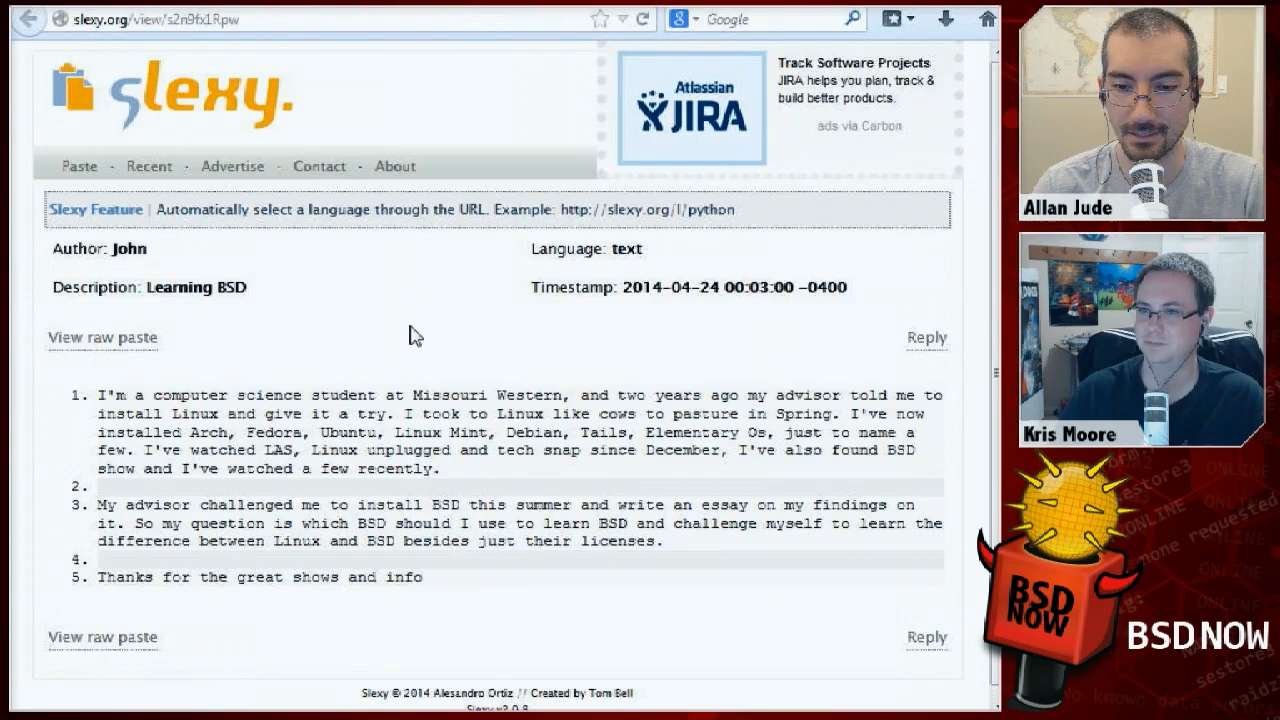 slexy.org/view/s2n9fx1Rpw
Google
slexy.
Atlassian
JIRA
Track Software Projects
JIRA helps you plan, track &
build better products.
ads via Carbon
Paste - Recent - Advertise - Contact - About
Slexy Feature | Automatically select a language through the URL. Example: http://slexy.org/l/python
Author: John
Language: text
Description: Learning BSD
Timestamp: 2014-04-24 00:03:00 -0400
View raw paste
Reply
1. I'm a computer science student at Missouri Western, and two years ago my advisor told me to
install Linux and give it a try. I took to Linux like cows to pasture in Spring. I've now
installed Arch, Fedora, Ubuntu, Linux Mint, Debian, Tails, Elementary Os, just to name a
few. I've watched LAS, Linux unplugged and tech snap since December, I've also found BSD
show and I've watched a few recently.
2.
3. My advisor challenged me to install BSD this summer and write an essay on my findings on
it. So my question is which BSD should I use to learn BSD and challenge myself to learn the
difference between Linux and BSD besides just their licenses.
4.
5. Thanks for the great shows and info
View raw paste
Reply
Slexy © 2014 Alesandro Ortiz // Created by Tom Bell
Allan Jude
Kris Moore
BSD
NOW
BSD NOW